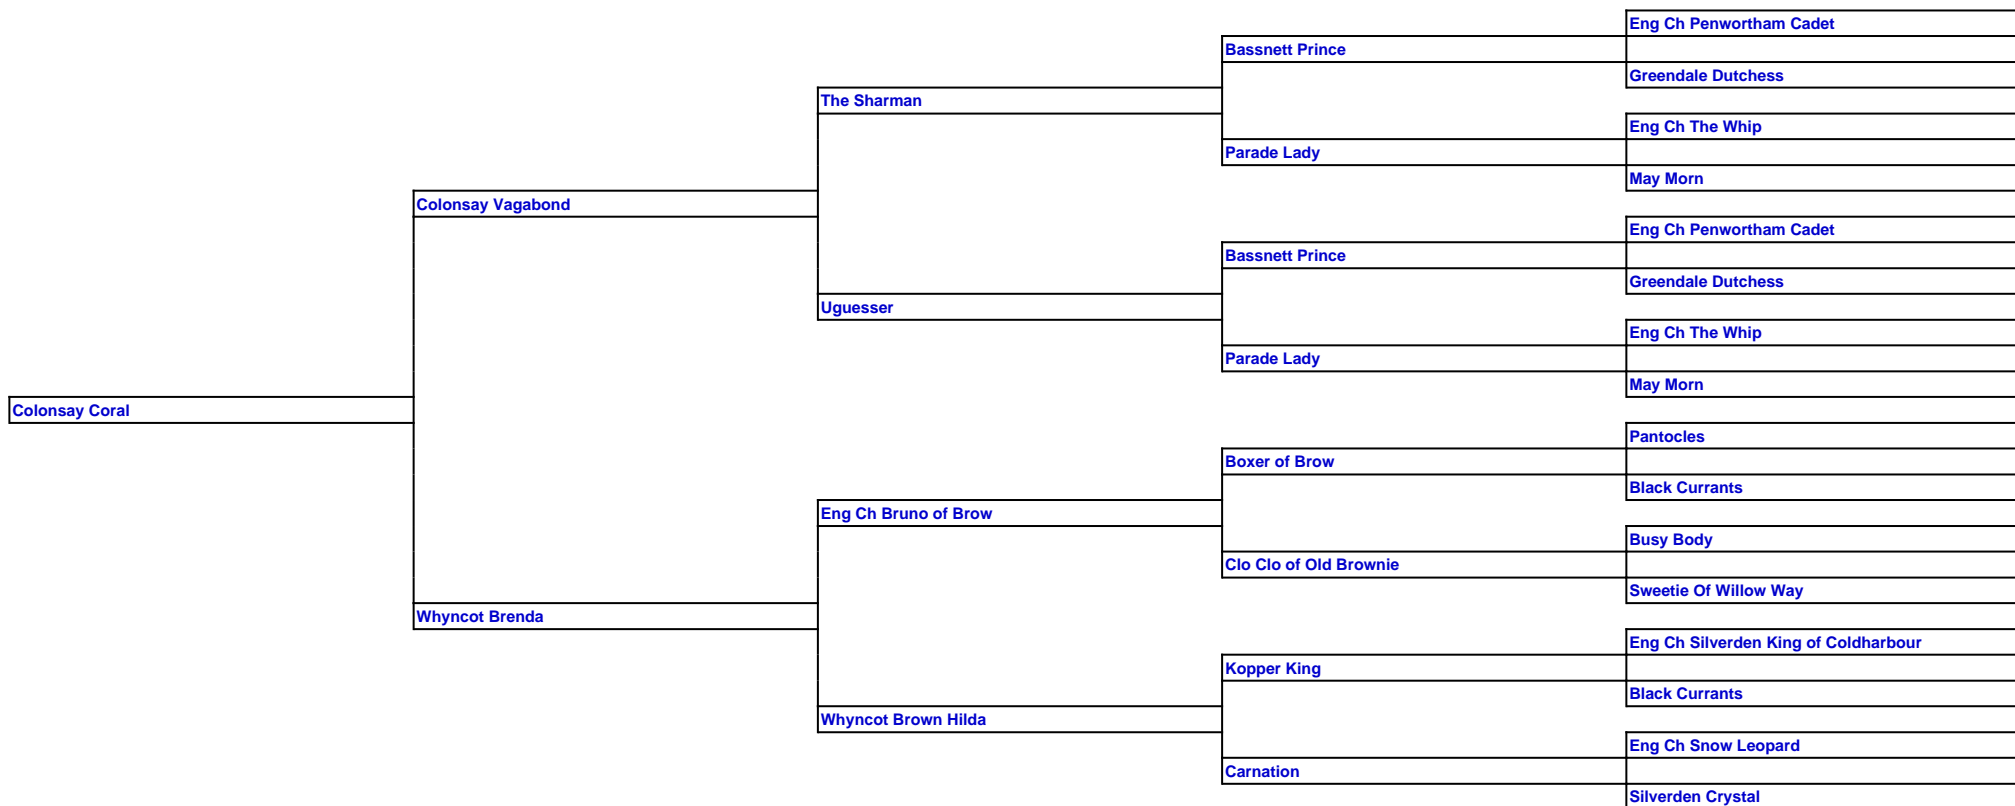 Eng Ch Penwortham Cadet
Bassnett Prince
Greendale Dutchess
The Sharman
Eng Ch The Whip
Parade Lady
May Morn
Colonsay Vagabond
Eng Ch Penwortham Cadet
Bassnett Prince
Greendale Dutchess
Uguesser
Eng Ch The Whip
Parade Lady
May Morn
Colonsay Coral
Pantocles
Boxer of Brow
Black Currants
Eng Ch Bruno of Brow
Busy Body
Clo Clo of Old Brownie
Sweetie Of Willow Way
Whyncot Brenda
Eng Ch Silverden King of Coldharbour
Kopper King
Black Currants
Whyncot Brown Hilda
Eng Ch Snow Leopard
Carnation
Silverden Crystal